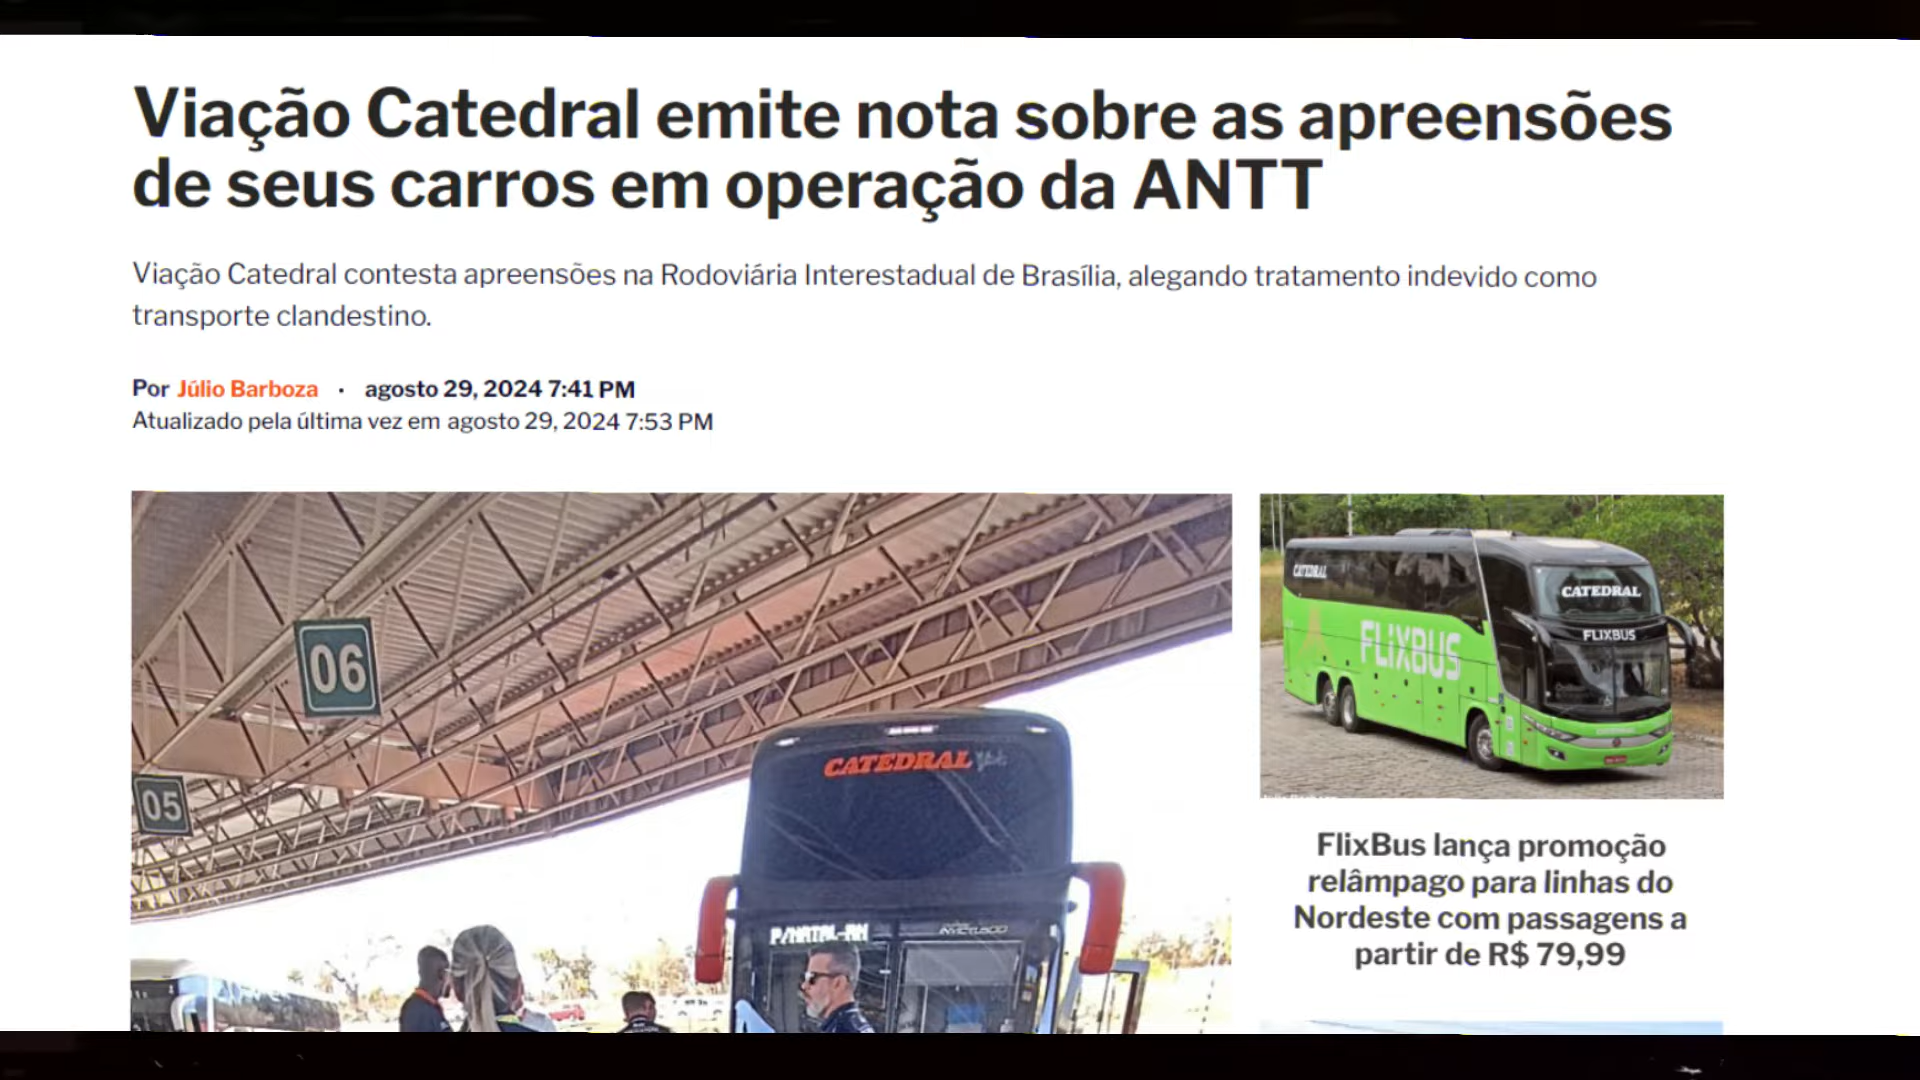 Viação Catedral emite nota sobre as apreensões
de seus carros em operação da ANTT
Viação Catedral contesta apreensões na Rodoviária Interestadual de Brasília, alegando tratamento indevido como
transporte clandestino.
Por Júlio Barboza · agosto 29, 2024 7:41 PM
Atualizado pela última vez em agosto 29, 2024 7:53 PM
06
05
CATEDRAL
P/NATAL-RN
CATEDRAL
CATEDRAL
FLIXBUS
FLIXBUS
FlixBus lança promoção
relâmpago para linhas do
Nordeste com passagens a
partir de R$ 79,99